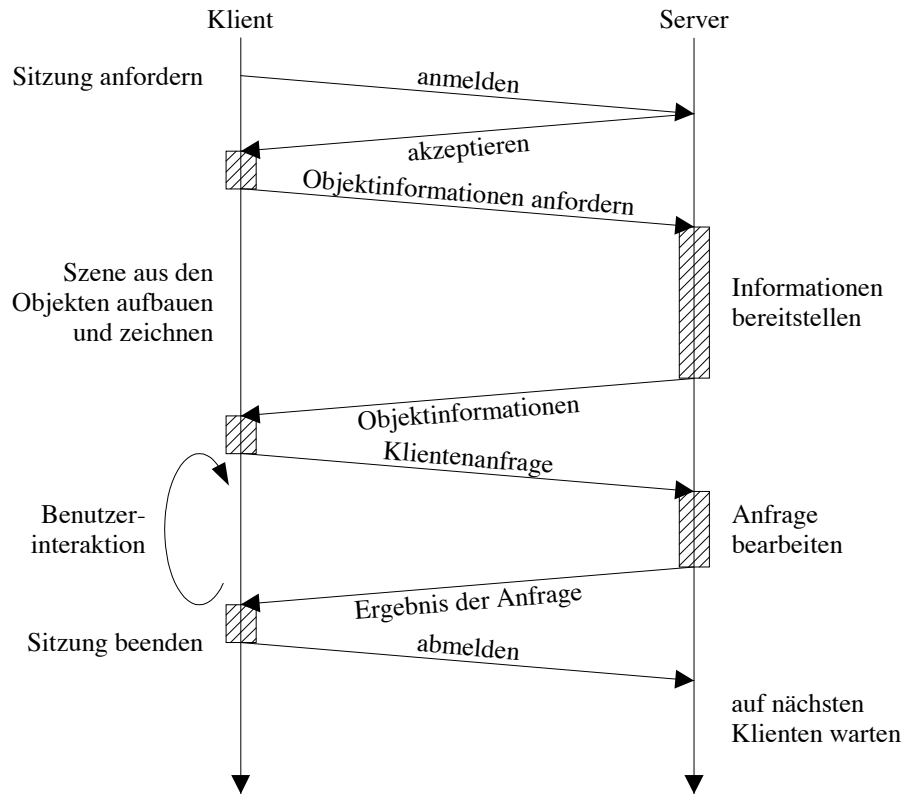 Klient
Server
Sitzung anfordern
anmelden
akzeptieren
Objektinformationen anfordern
Szene aus den
Objekten aufbauen
und zeichnen
Informationen
bereitstellen
Objektinformationen
Klientenanfrage
Benutzer-
interaktion
Anfrage
bearbeiten
Ergebnis der Anfrage
Sitzung beenden
abmelden
auf nächsten
Klienten warten